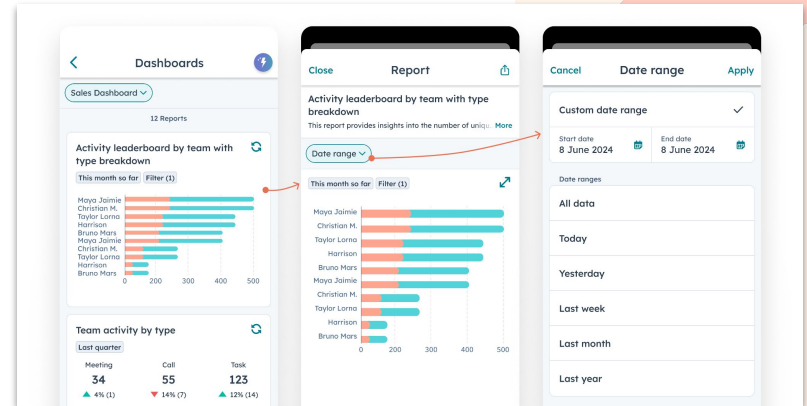 Dashboards
Sales Dashboard
12 Reports
Activity leaderboard by team with
type breakdown
This month so far Filter (1)
Maya Jaimie
Christian M.
Taylor Lorna
Harrison
Bruno Mars
Maya Jaimie
Christian M.
Taylor Lorna
Harrison
Bruno Mars
0 200 300 400 500
Team activity by type
Last quarter
Meeting Call Task
34 55 123
4% (1) 14% (7) 12% (14)
Close Report
Activity leaderboard by team with type
breakdown
This report provides insights into the number of uniqu. More
Date range
This month so far Filter (1)
Maya Jaimie
Christian M.
Taylor Lorna
Harrison
Bruno Mars
Maya Jaimie
Christian M.
Taylor Lorna
Harrison
Bruno Mars
0 200 300 400 500
Cancel Date range Apply
Custom date range
Start date End date
8 June 2024 8 June 2024
Date ranges
All data
Today
Yesterday
Last week
Last month
Last year